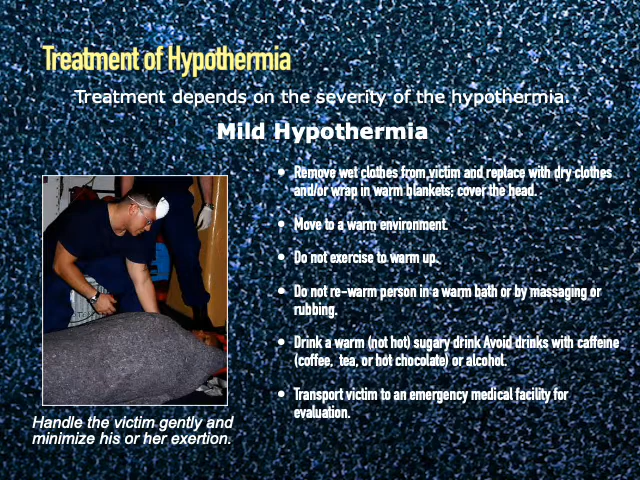 Treatment of Hypothermia
Treatment depends on the severity of the hypothermia.
Mild Hypothermia
• Remove wet clothes from victim and replace with dry clothes
and/or wrap in warm blankets; cover the head.
• Move to a warm environment.
• Do not exercise to warm up.
• Do not re-warm person in a warm bath or by massaging or
rubbing.
• Drink a warm (not hot) sugary drink Avoid drinks with caffeine
(coffee, tea, or hot chocolate) or alcohol.
• Transport victim to an emergency medical facility for
evaluation.
Handle the victim gently and
minimize his or her exertion.